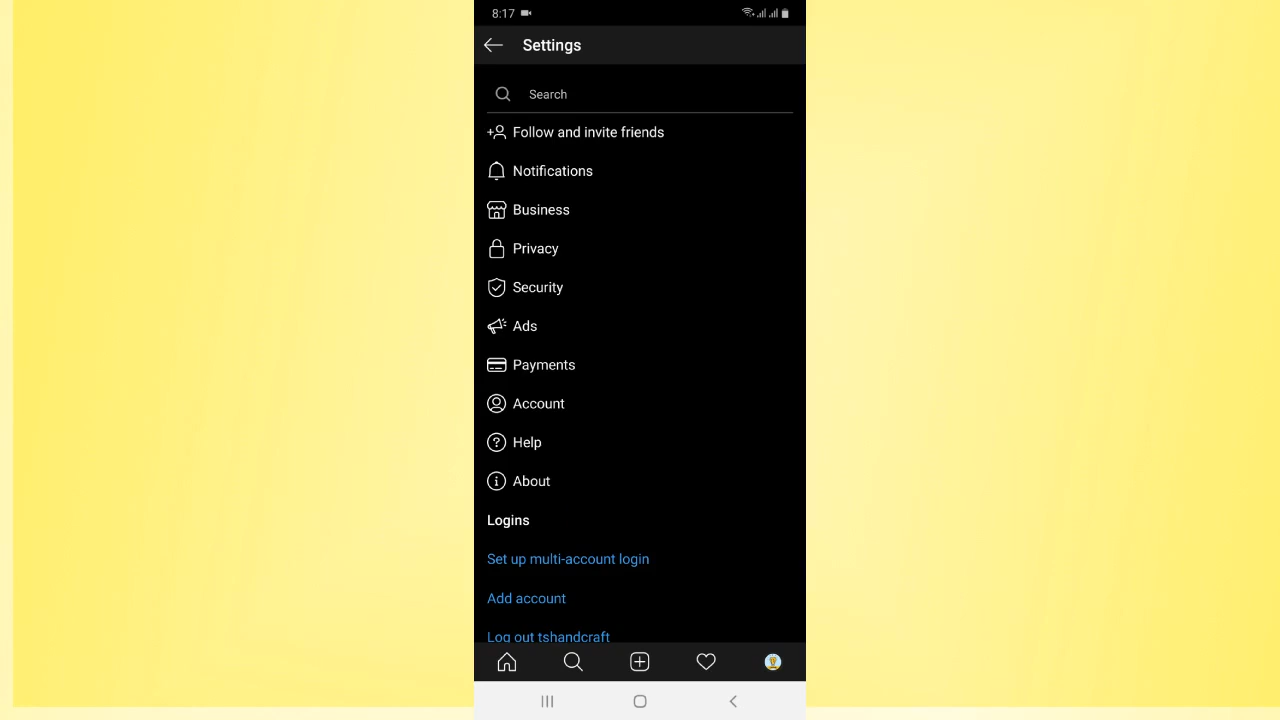 8:17
Settings
Search
Follow and invite friends
Notifications
Business
Privacy
Security
Ads
Payments
Account
Help
About
Logins
Set up multi-account login
Add account
Log out tshandcraft